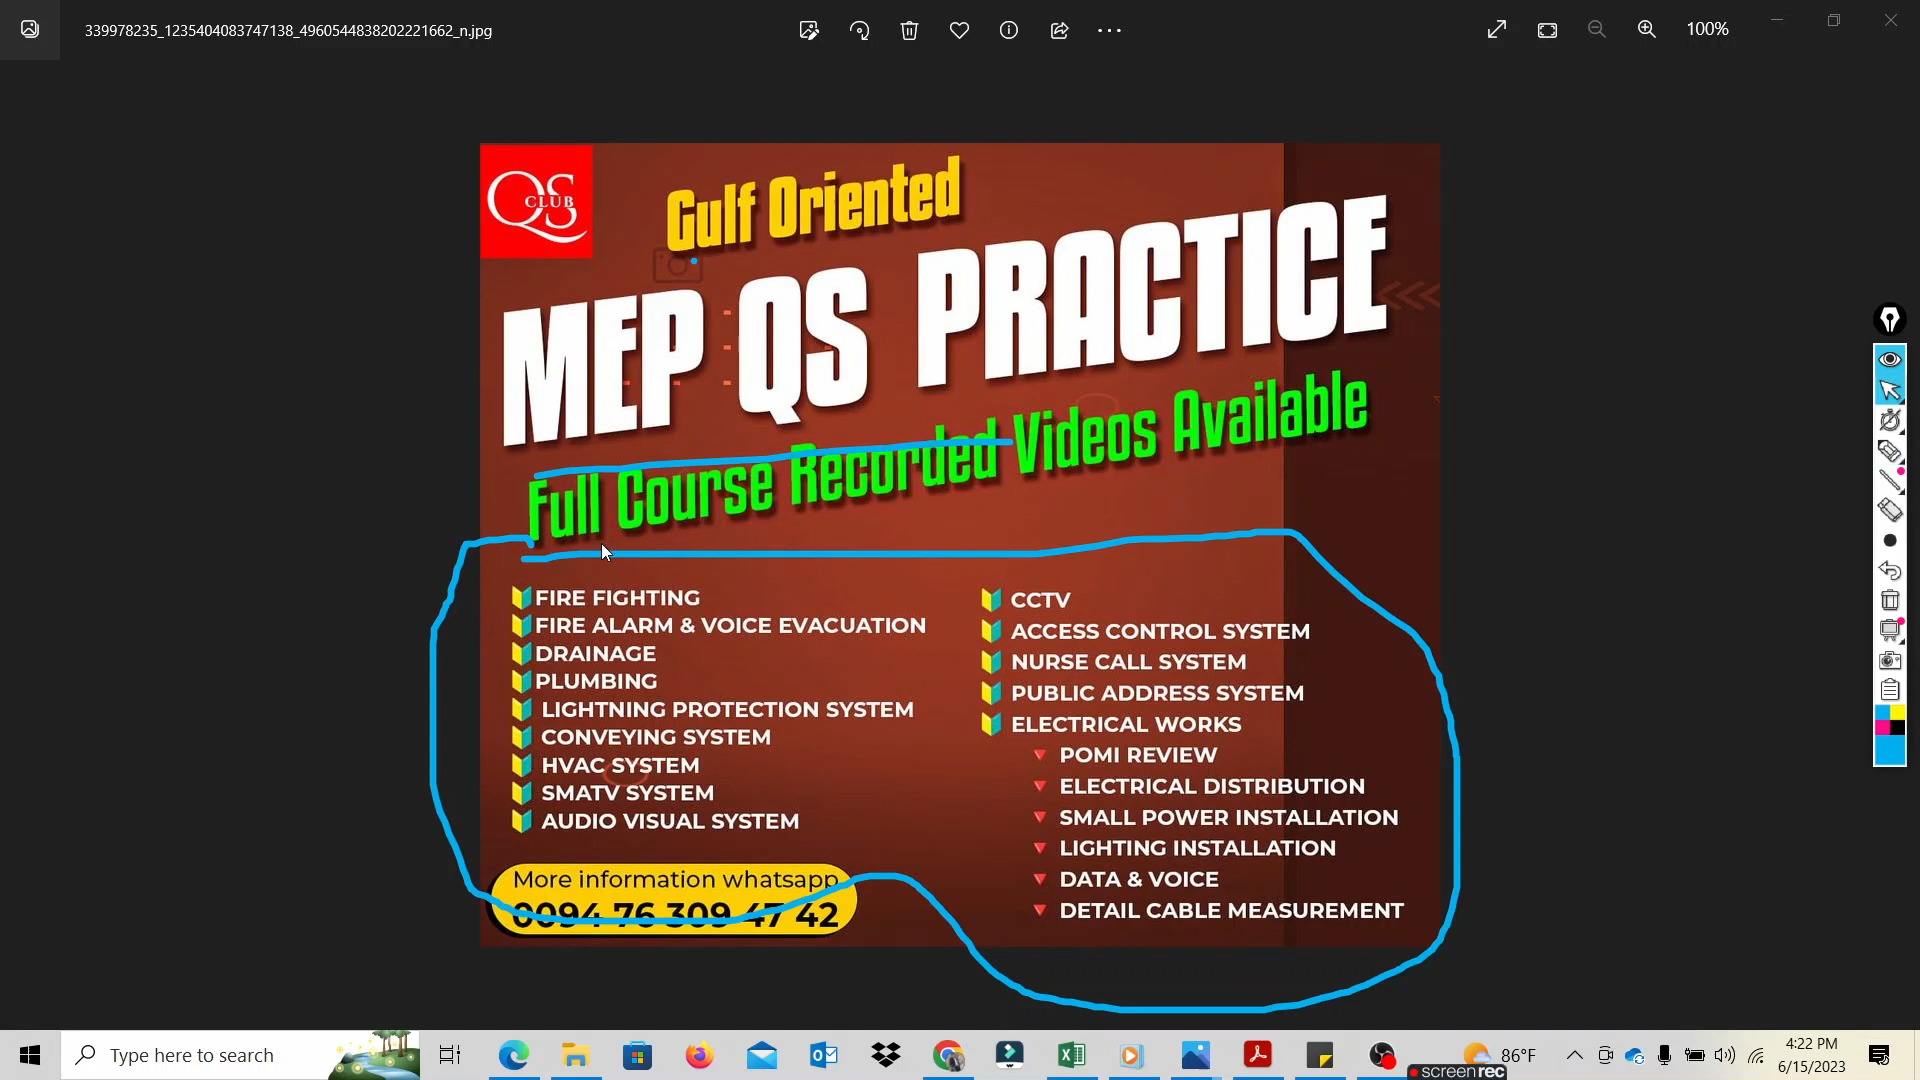 339978235_1235404083747138_4960544838202221662_n.jpg
100%
QS
CLUB
Gulf Oriented
MEP QS PRACTICE
Full Course Recorded Videos Available
FIRE FIGHTING
FIRE ALARM & VOICE EVACUATION
DRAINAGE
PLUMBING
LIGHTNING PROTECTION SYSTEM
CONVEYING SYSTEM
HVAC SYSTEM
SMATV SYSTEM
AUDIO VISUAL SYSTEM
CCTV
ACCESS CONTROL SYSTEM
NURSE CALL SYSTEM
PUBLIC ADDRESS SYSTEM
ELECTRICAL WORKS
POMI REVIEW
ELECTRICAL DISTRIBUTION
SMALL POWER INSTALLATION
LIGHTING INSTALLATION
DATA & VOICE
DETAIL CABLE MEASUREMENT
More information whatsapp
0094 76 309 47 42
Type here to search
86°F
4:22 PM
6/15/2023
screenrec